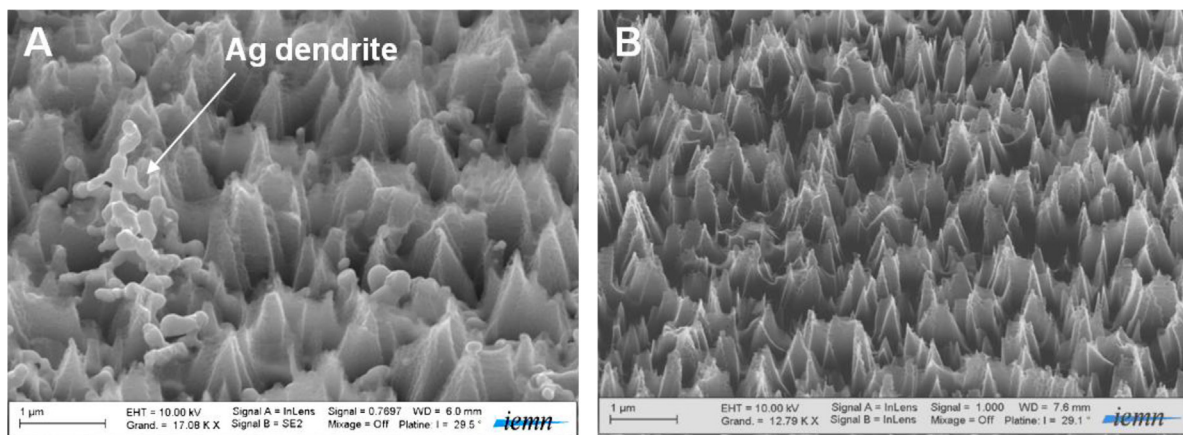 A
Ag dendrite
1 µm
EHT = 10.00 kV
Signal A = InLens
Signal = 0.7697
WD = 6.0 mm
Grand. = 17.08 K X
Signal B = SE2
Mixage = Off
Platine: I = 29.5 °
iemn
B
1 µm
EHT = 10.00 kV
Signal A = InLens
Signal = 1.000
WD = 7.6 mm
Grand. = 12.79 K X
Signal B = InLens
Mixage = Off
Platine: I = 29.1 °
iemn